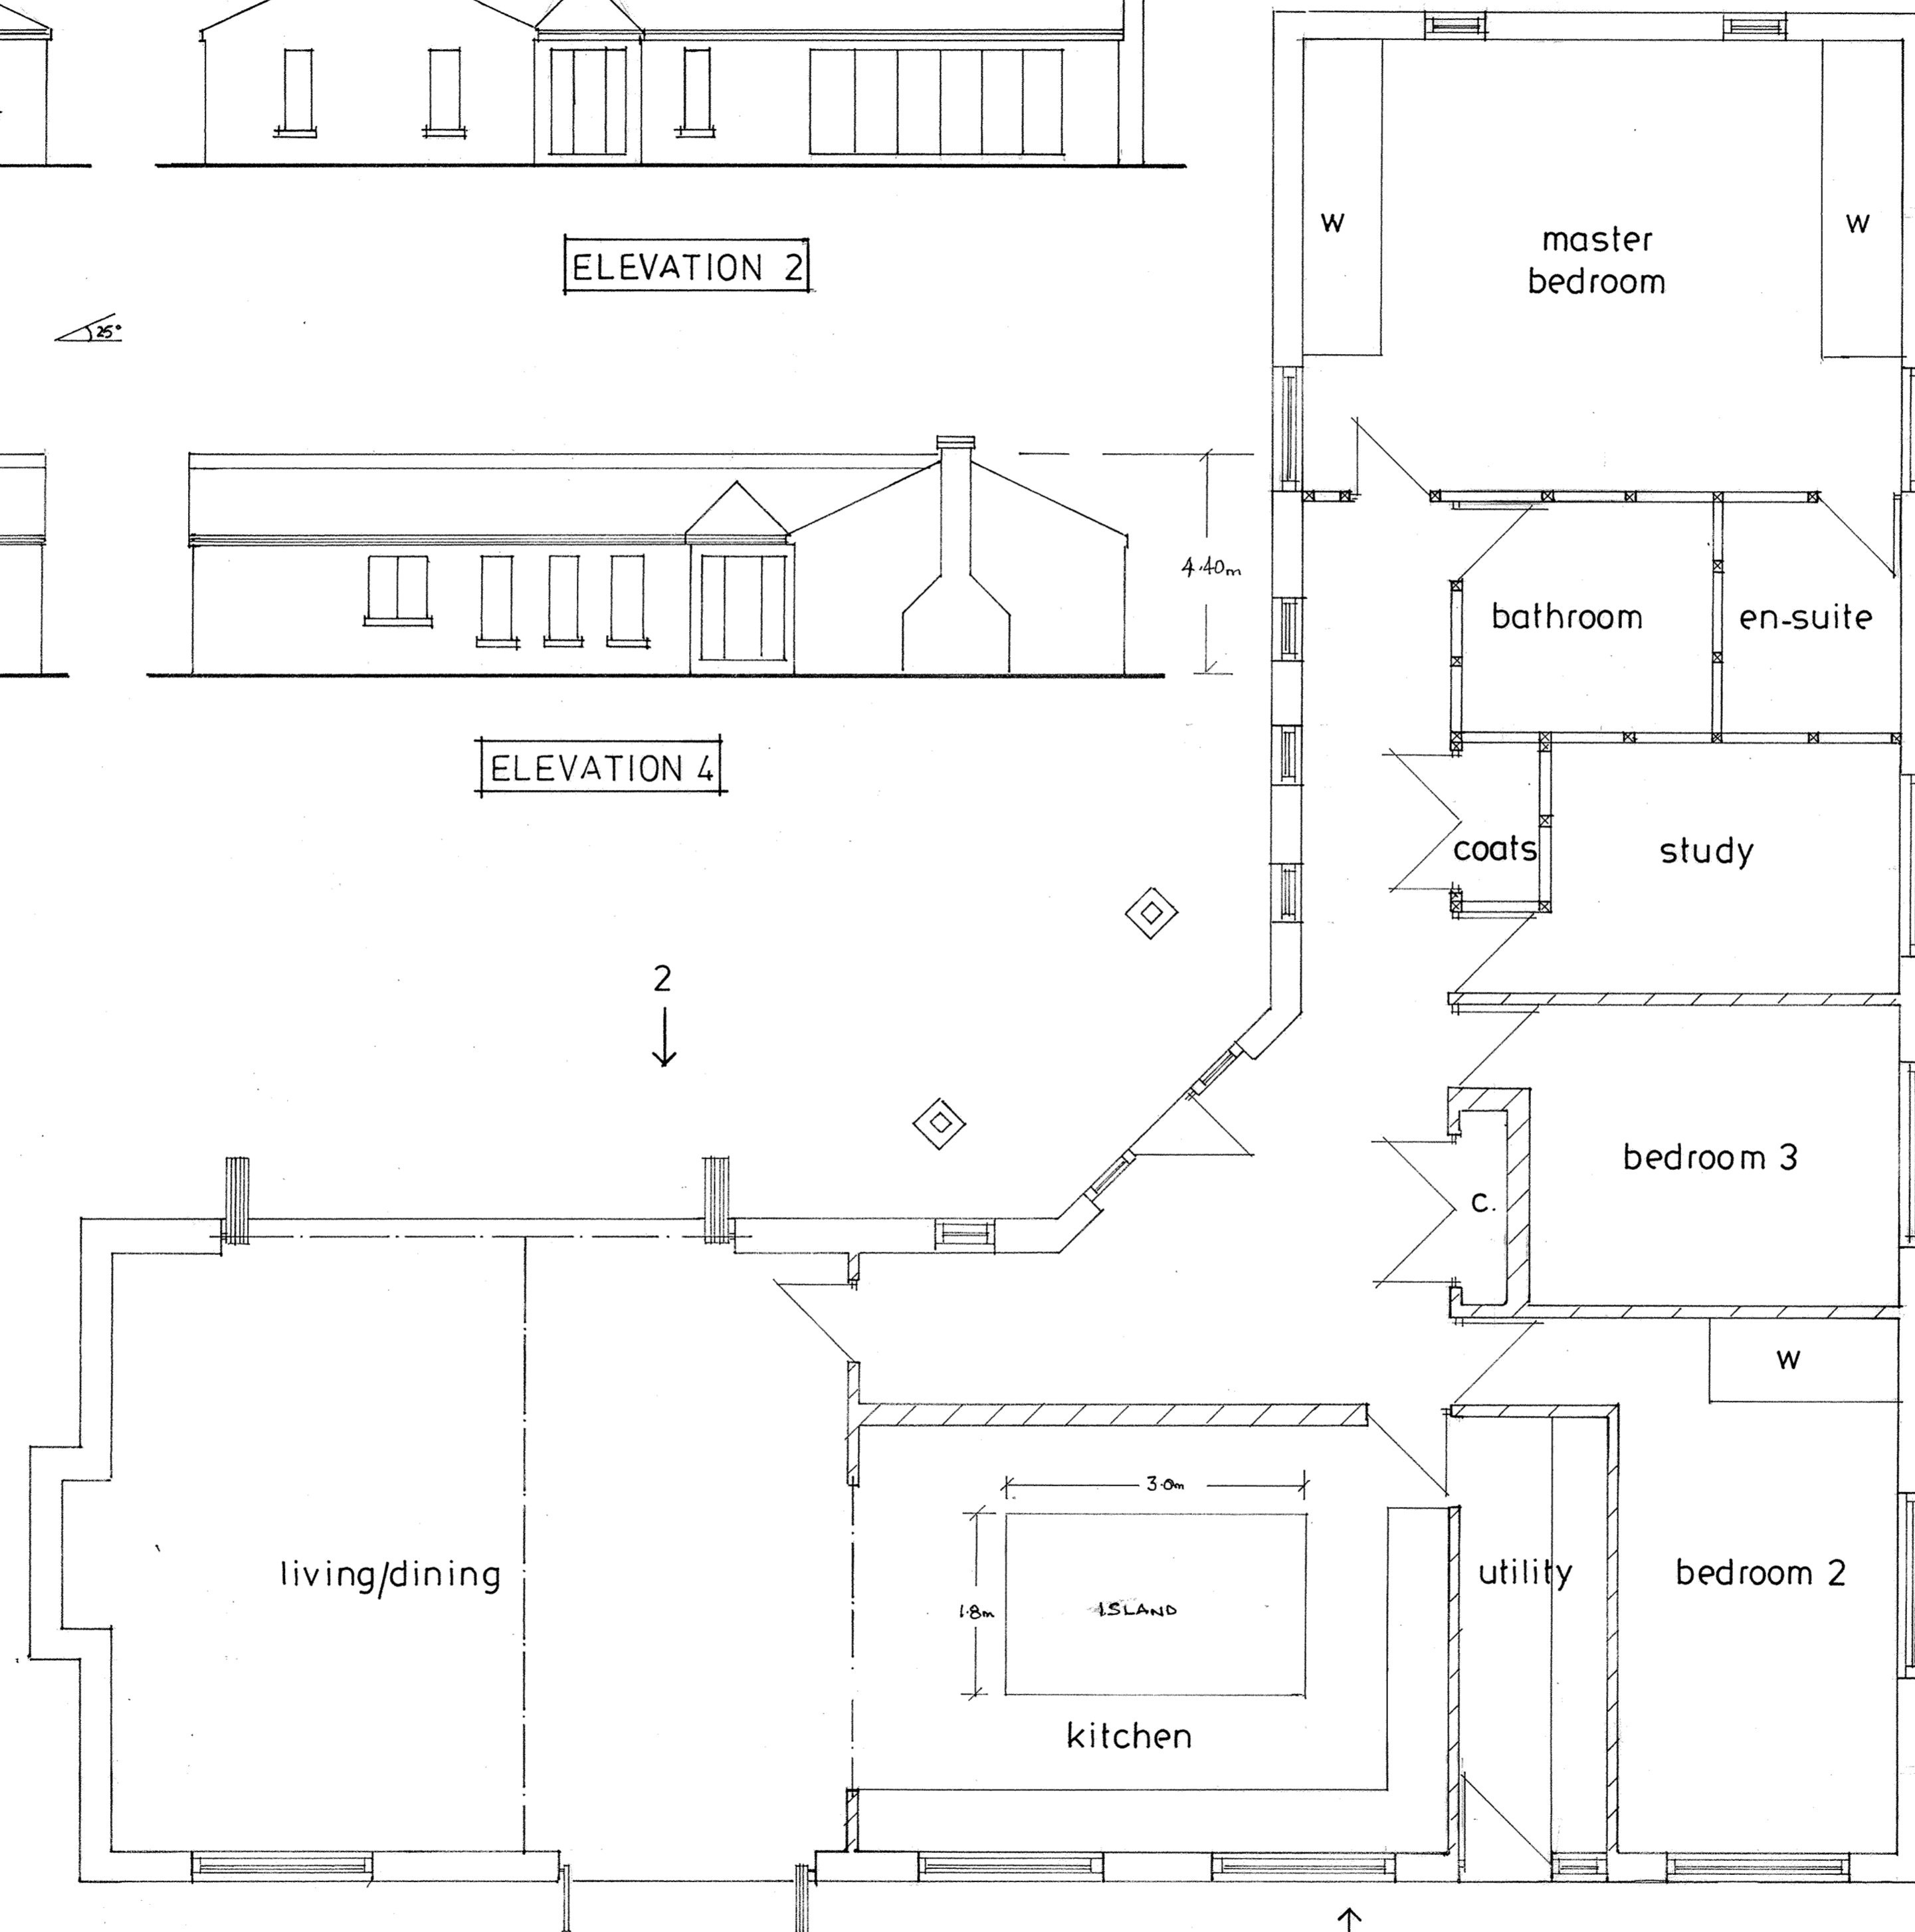 ELEVATION 2
25°
4.40m
ELEVATION 4
2
W
W
master
bedroom
bathroom
en-suite
coats
study
bedroom 3
c.
W
living/dining
3.0m
1.8m
ISLAND
kitchen
utility
bedroom 2